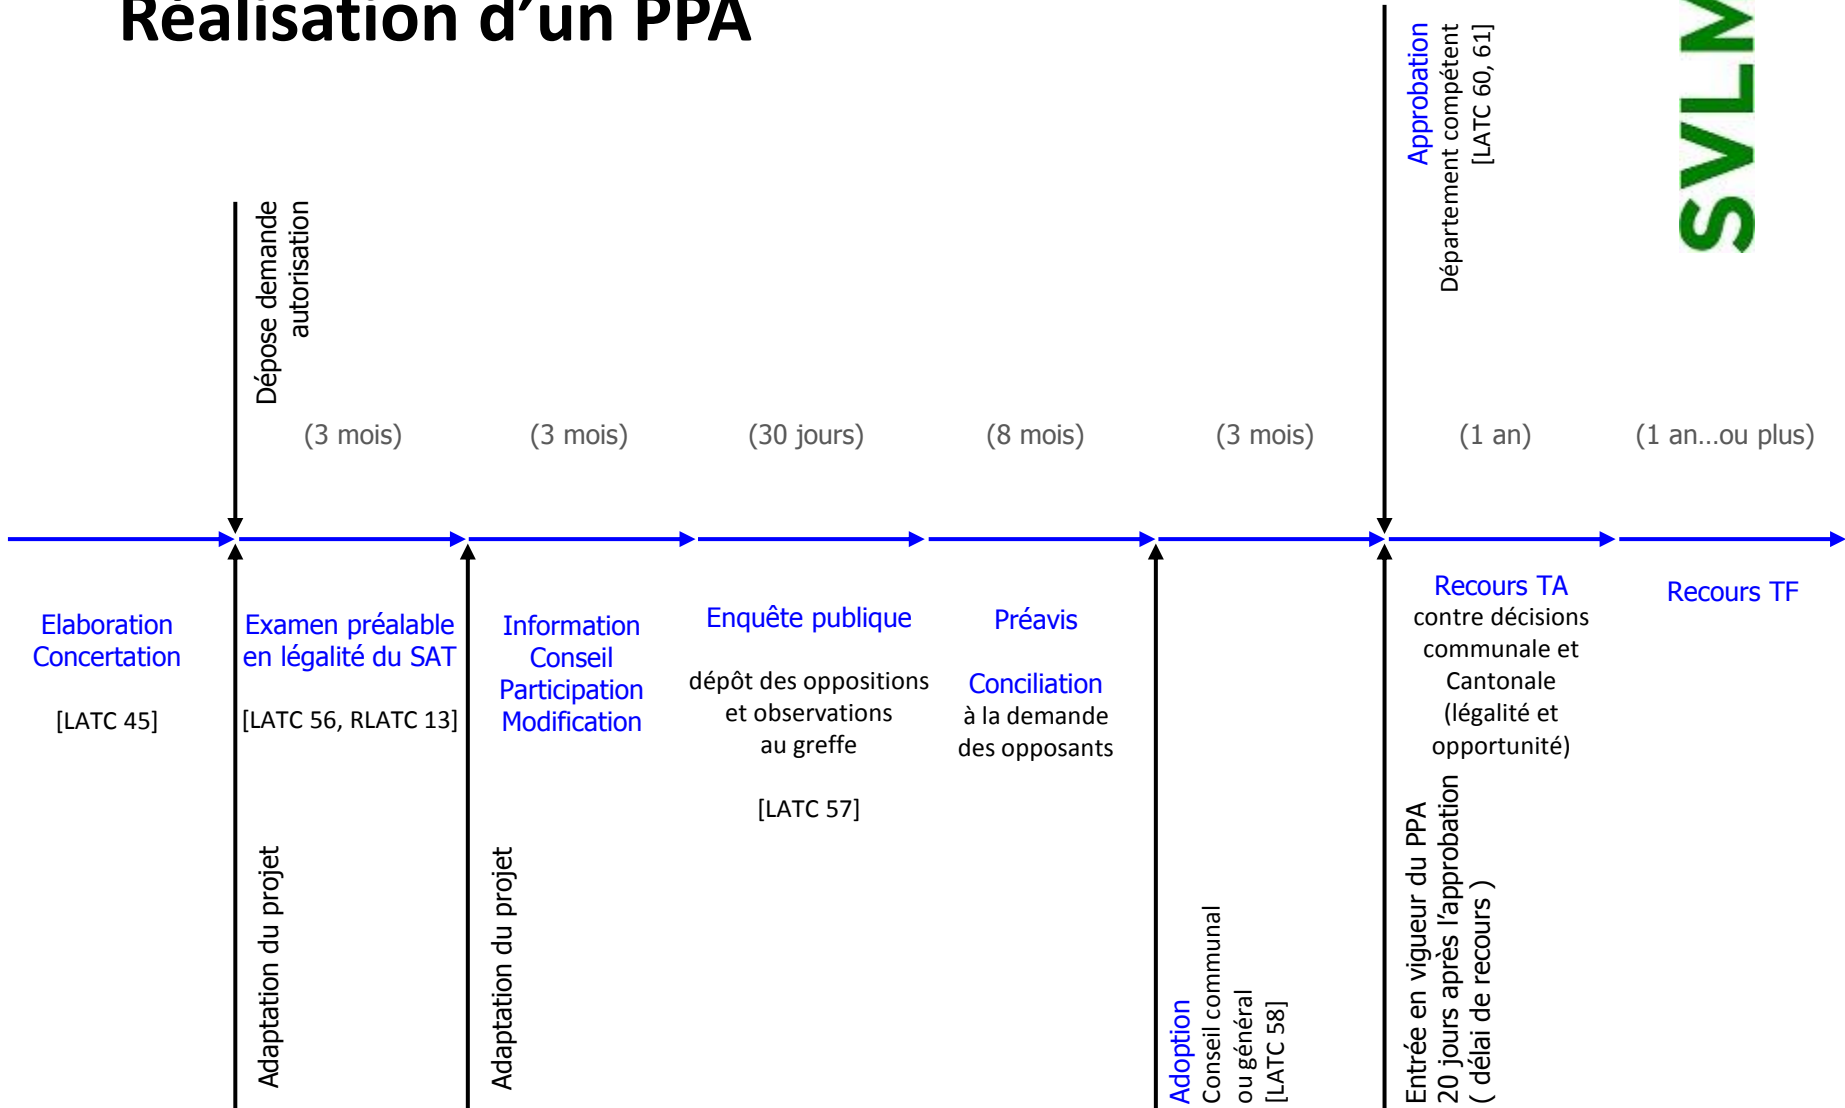 Réalisation d'un PPA
SVLM
Approbation
Département compétent
[LATC 60, 61]
Dépose demande
autorisation
(3 mois)
(3 mois)
(30 jours)
(8 mois)
(3 mois)
(1 an)
(1 an...ou plus)
Elaboration
Concertation
[LATC 45]
Examen préalable
en légalité du SAT
[LATC 56, RLATC 13]
Information
Conseil
Participation
Modification
Enquête publique
dépôt des oppositions
et observations
au greffe
[LATC 57]
Préavis
Conciliation
à la demande
des opposants
Recours TA
contre décisions
communale et
Cantonale
(légalité et
opportunité)
Recours TF
Adaptation du projet
Adaptation du projet
Adoption
Conseil communal
ou général
[LATC 58]
Entrée en vigueur du PPA
20 jours après l'approbation
( délai de recours )